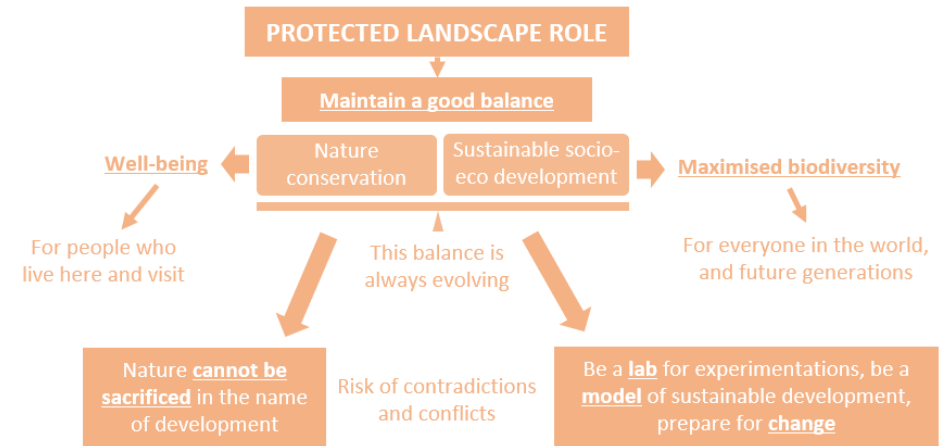 PROTECTED LANDSCAPE ROLE
Maintain a good balance
Well-being
Nature
conservation
Sustainable socio-
eco development
Maximised biodiversity
For people who
live here and visit
This balance is
always evolving
For everyone in the world,
and future generations
Nature cannot be
sacrificed in the name
of development
Risk of contradictions
and conflicts
Be a lab for experimentations, be a
model of sustainable development,
prepare for change